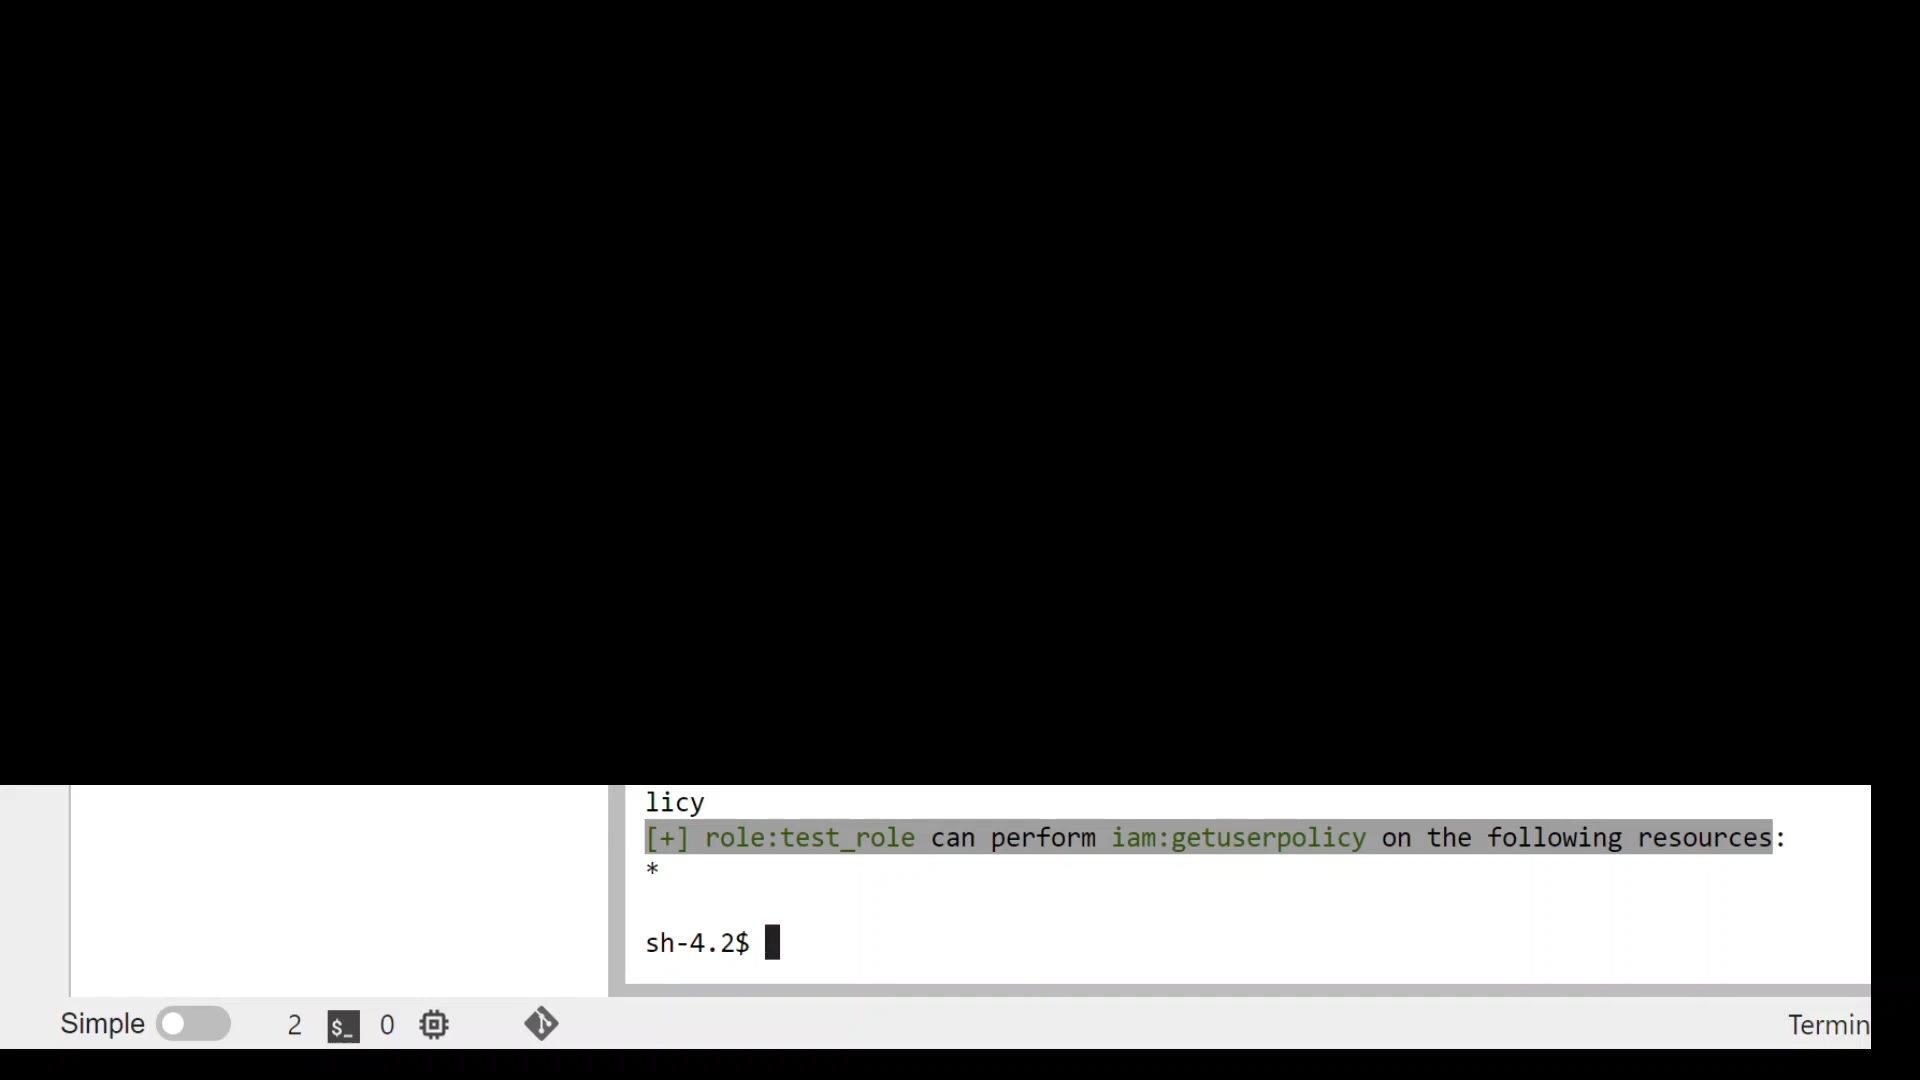 licy
[+] role:test_role can perform iam:getuserpolicy on the following resources:
*
sh-4.2$
Simple 2 $_ 0 Termin